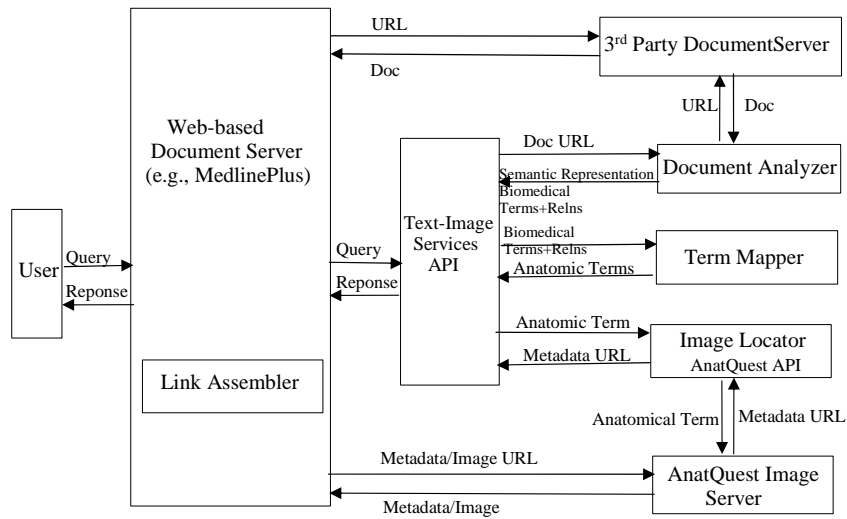 URL
3rd Party DocumentServer
Doc
URL
Doc
Web-based
Document Server
(e.g., MedlinePlus)
Doc URL
Document Analyzer
Semantic Representation
Biomedical
Terms+Relns
Text-Image
Services
API
Biomedical
Terms+Relns
Term Mapper
Anatomic Terms
User
Query
Reponse
Query
Reponse
Anatomic Term
Image Locator
AnatQuest API
Metadata URL
Link Assembler
Anatomical Term
Metadata URL
Metadata/Image URL
AnatQuest Image
Server
Metadata/Image